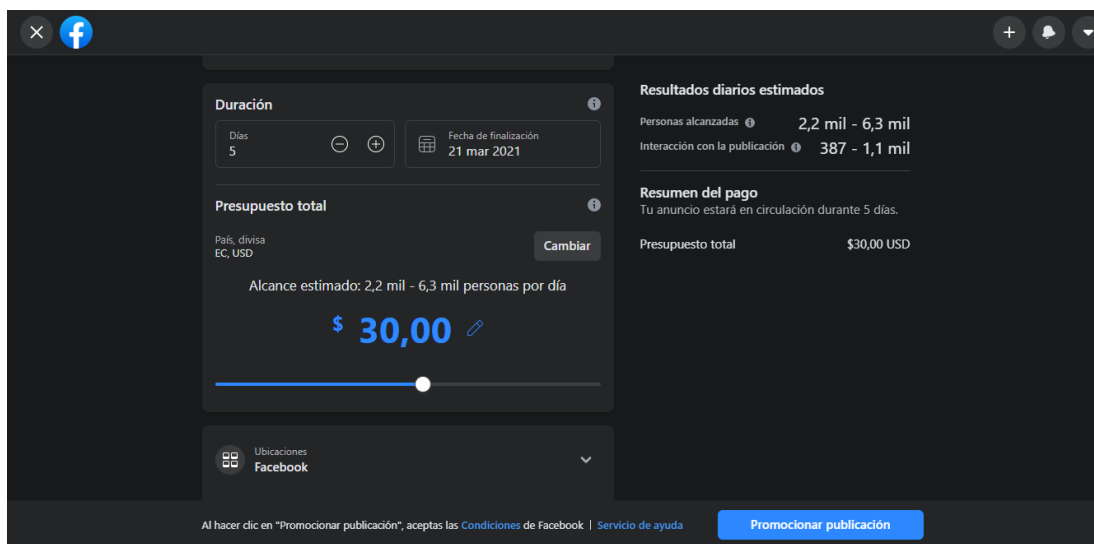 Duración
Días
5
Fecha de finalización
21 mar 2021
Presupuesto total
País, divisa
EC, USD
Cambiar
Alcance estimado: 2,2 mil - 6,3 mil personas por día
$ 30,00
Ubicaciones
Facebook
Resultados diarios estimados
Personas alcanzadas 2,2 mil - 6,3 mil
Interacción con la publicación 387 - 1,1 mil
Resumen del pago
Tu anuncio estará en circulación durante 5 días.
Presupuesto total $30,00 USD
Al hacer clic en "Promocionar publicación", aceptas las Condiciones de Facebook | Servicio de ayuda
Promocionar publicación